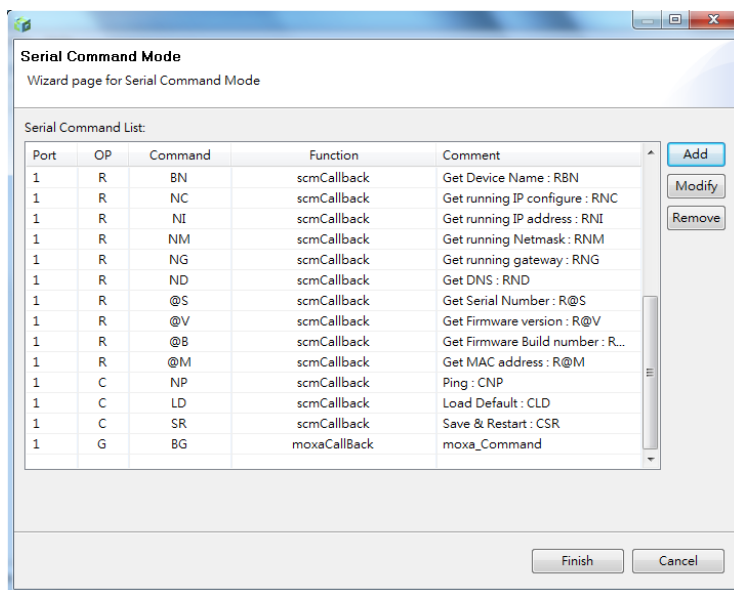 Serial Command Mode
Wizard page for Serial Command Mode
Serial Command List:
Port OP Command Function Comment
1 R BN scmCallback Get Device Name : RBN
1 R NC scmCallback Get running IP configure : RNC
1 R NI scmCallback Get running IP address : RNI
1 R NM scmCallback Get running Netmask : RNM
1 R NG scmCallback Get running gateway : RNG
1 R ND scmCallback Get DNS : RND
1 R @S scmCallback Get Serial Number : R@S
1 R @V scmCallback Get Firmware version : R@V
1 R @B scmCallback Get Firmware Build number : R...
1 R @M scmCallback Get MAC address : R@M
1 C NP scmCallback Ping : CNP
1 C LD scmCallback Load Default : CLD
1 C SR scmCallback Save & Restart : CSR
1 G BG moxaCallBack moxa_Command
Add
Modify
Remove
Finish Cancel